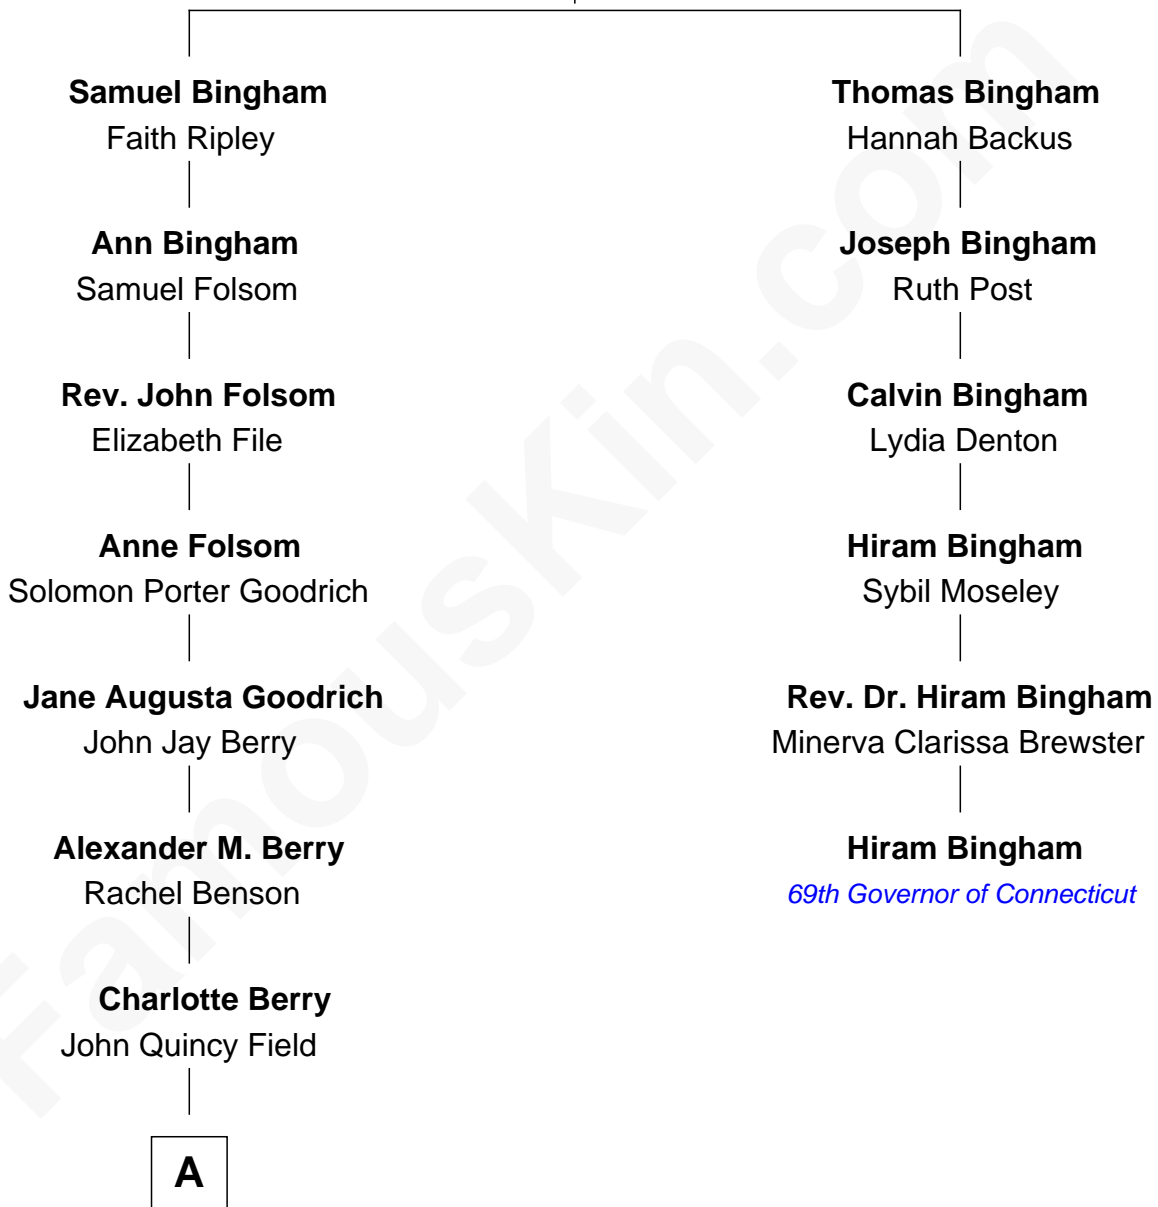 Samuel Bingham
Faith Ripley
Ann Bingham
Samuel Folsom
Rev. John Folsom
Elizabeth File
Anne Folsom
Solomon Porter Goodrich
Jane Augusta Goodrich
John Jay Berry
Alexander M. Berry
Rachel Benson
Charlotte Berry
John Quincy Field
A
Thomas Bingham
Hannah Backus
Joseph Bingham
Ruth Post
Calvin Bingham
Lydia Denton
Hiram Bingham
Sybil Moseley
Rev. Dr. Hiram Bingham
Minerva Clarissa Brewster
Hiram Bingham
69th Governor of Connecticut
FamousKin.com